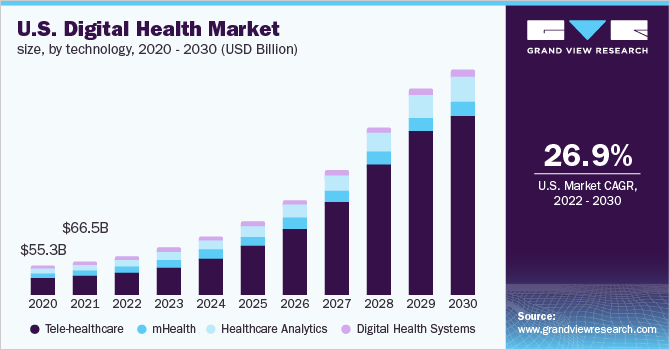 U.S. Digital Health Market
size, by technology, 2020 - 2030 (USD Billion)
$55.3B
$66.5B
2020 2021 2022 2023 2024 2025 2026 2027 2028 2029 2030
Tele-healthcare mHealth Healthcare Analytics Digital Health Systems
GRAND VIEW RESEARCH
26.9%
U.S. Market CAGR,
2022 - 2030
Source:
www.grandviewresearch.com